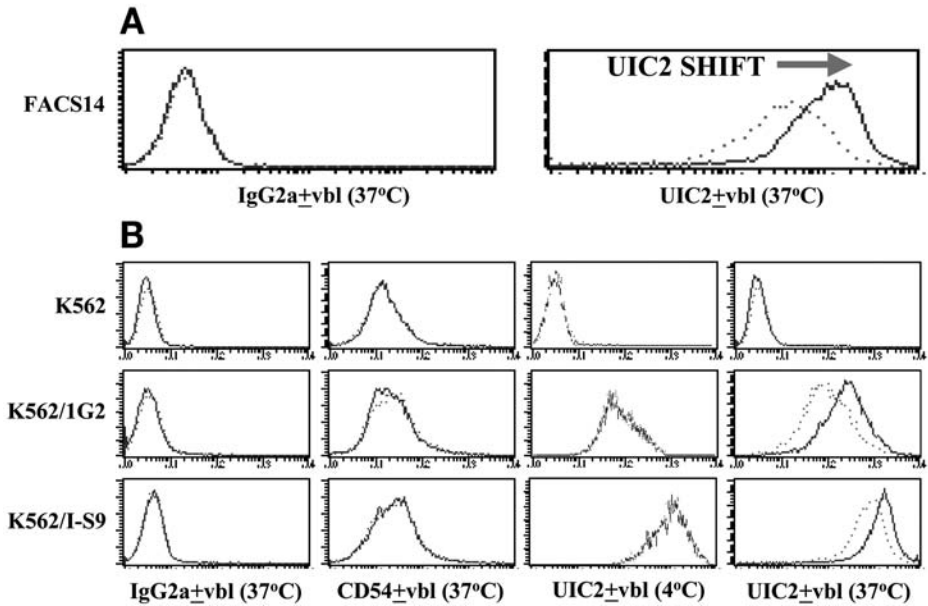 A
UIC2 SHIFT
FACS14
IgG2a±vbl (37°C)
UIC2±vbl (37°C)
B
K562
K562/1G2
K562/I-S9
IgG2a±vbl (37°C)
CD54±vbl (37°C)
UIC2±vbl (4°C)
UIC2±vbl (37°C)